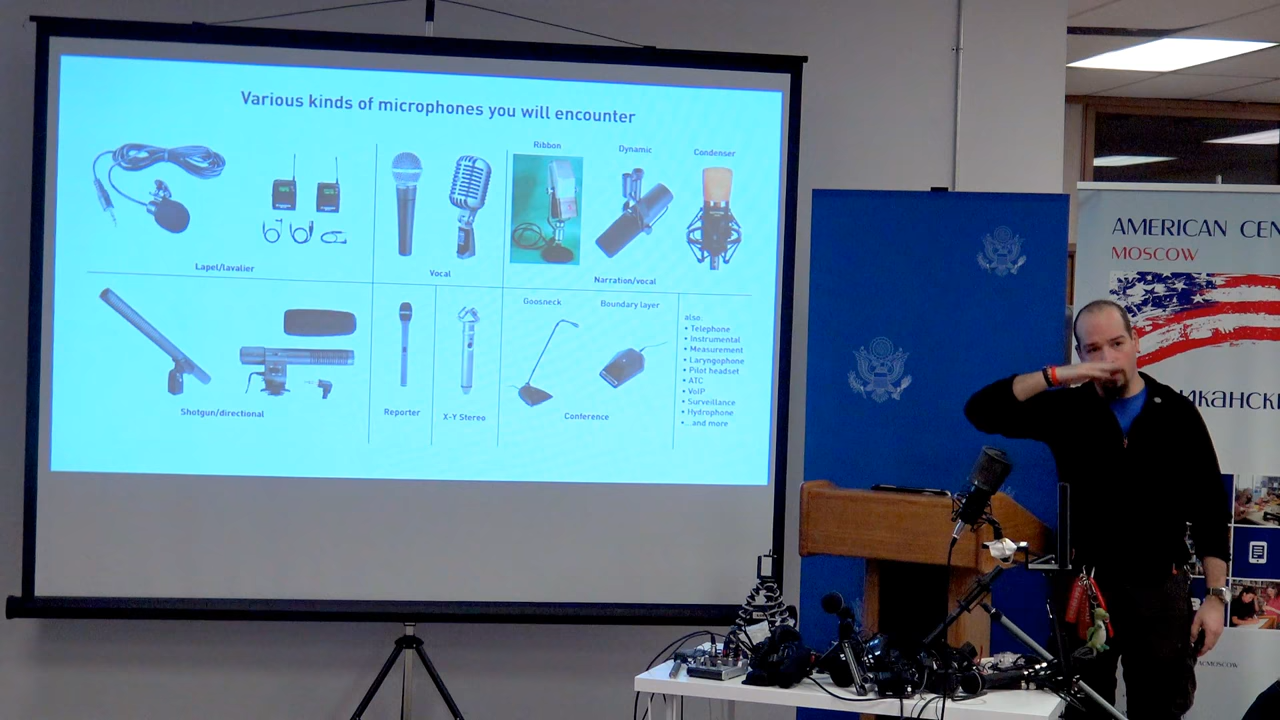 Various kinds of microphones you will encounter
Ribbon
Dynamic
Condenser
Lapel/lavalier
Vocal
Narration/vocal
Goosneck
Boundary layer
also:
• Telephone
• Instrumental
• Measurement
• Laryngophone
• Pilot headset
• ATC
• VoIP
• Surveillance
• Hydrophone
• ...and more
Shotgun/directional
Reporter
X-Y Stereo
Conference
AMERICAN CEN
MOSCOW
иканск
ACMOSCOW